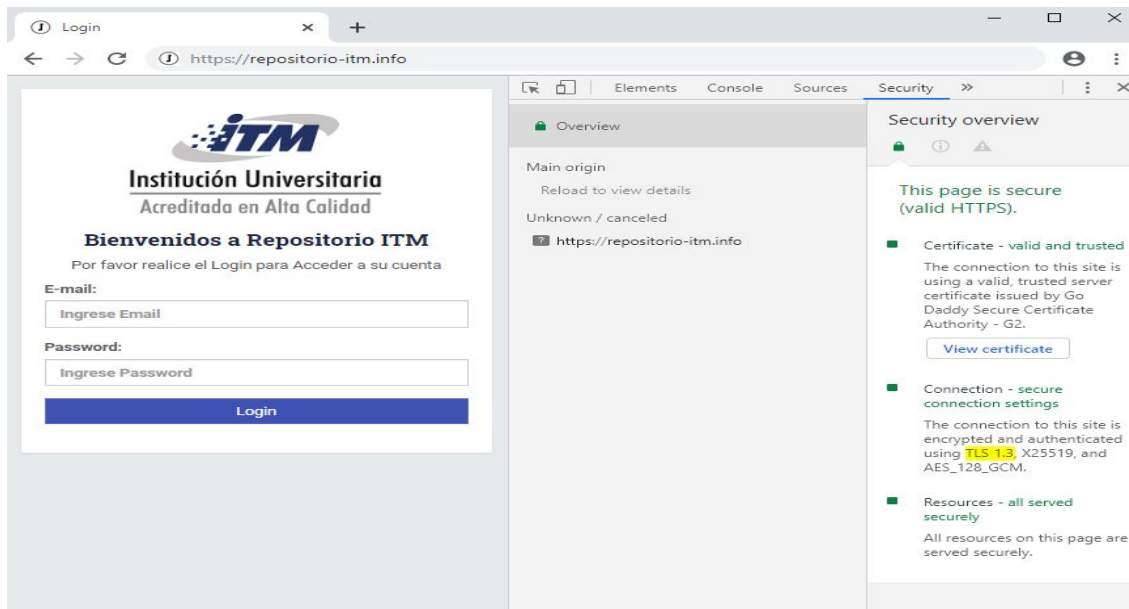 Login
https://repositorio-itm.info
iTM
Institución Universitaria
Acreditada en Alta Calidad
Bienvenidos a Repositorio ITM
Por favor realice el Login para Acceder a su cuenta
E-mail:
Ingrese Email
Password:
Ingrese Password
Login
Elements Console Sources Security »
Overview
Main origin
Reload to view details
Unknown / canceled
https://repositorio-itm.info
Security overview
This page is secure
(valid HTTPS).
Certificate - valid and trusted
The connection to this site is
using a valid, trusted server
certificate issued by Go
Daddy Secure Certificate
Authority - G2.
View certificate
Connection - secure
connection settings
The connection to this site is
encrypted and authenticated
using TLS 1.3, X25519, and
AES_128_GCM.
Resources - all served
securely
All resources on this page are
served securely.